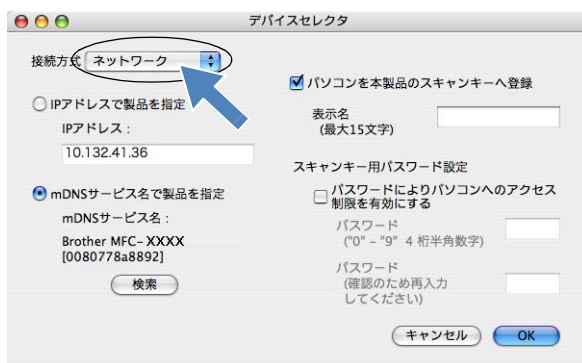 デバイスセレクタ
接続方式 ネットワーク
IPアドレスで製品を指定
IPアドレス：
10.132.41.36
mDNSサービス名で製品を指定
mDNSサービス名：
Brother MFC-XXXX
[0080778a8892]
検索
パソコンを本製品のスキャンキーへ登録
表示名
(最大15文字)
スキャンキー用パスワード設定
パスワードによりパソコンへのアクセス
制限を有効にする
パスワード
("0" – "9" 4 桁半角数字)
パスワード
(確認のため再入力
してください)
キャンセル OK